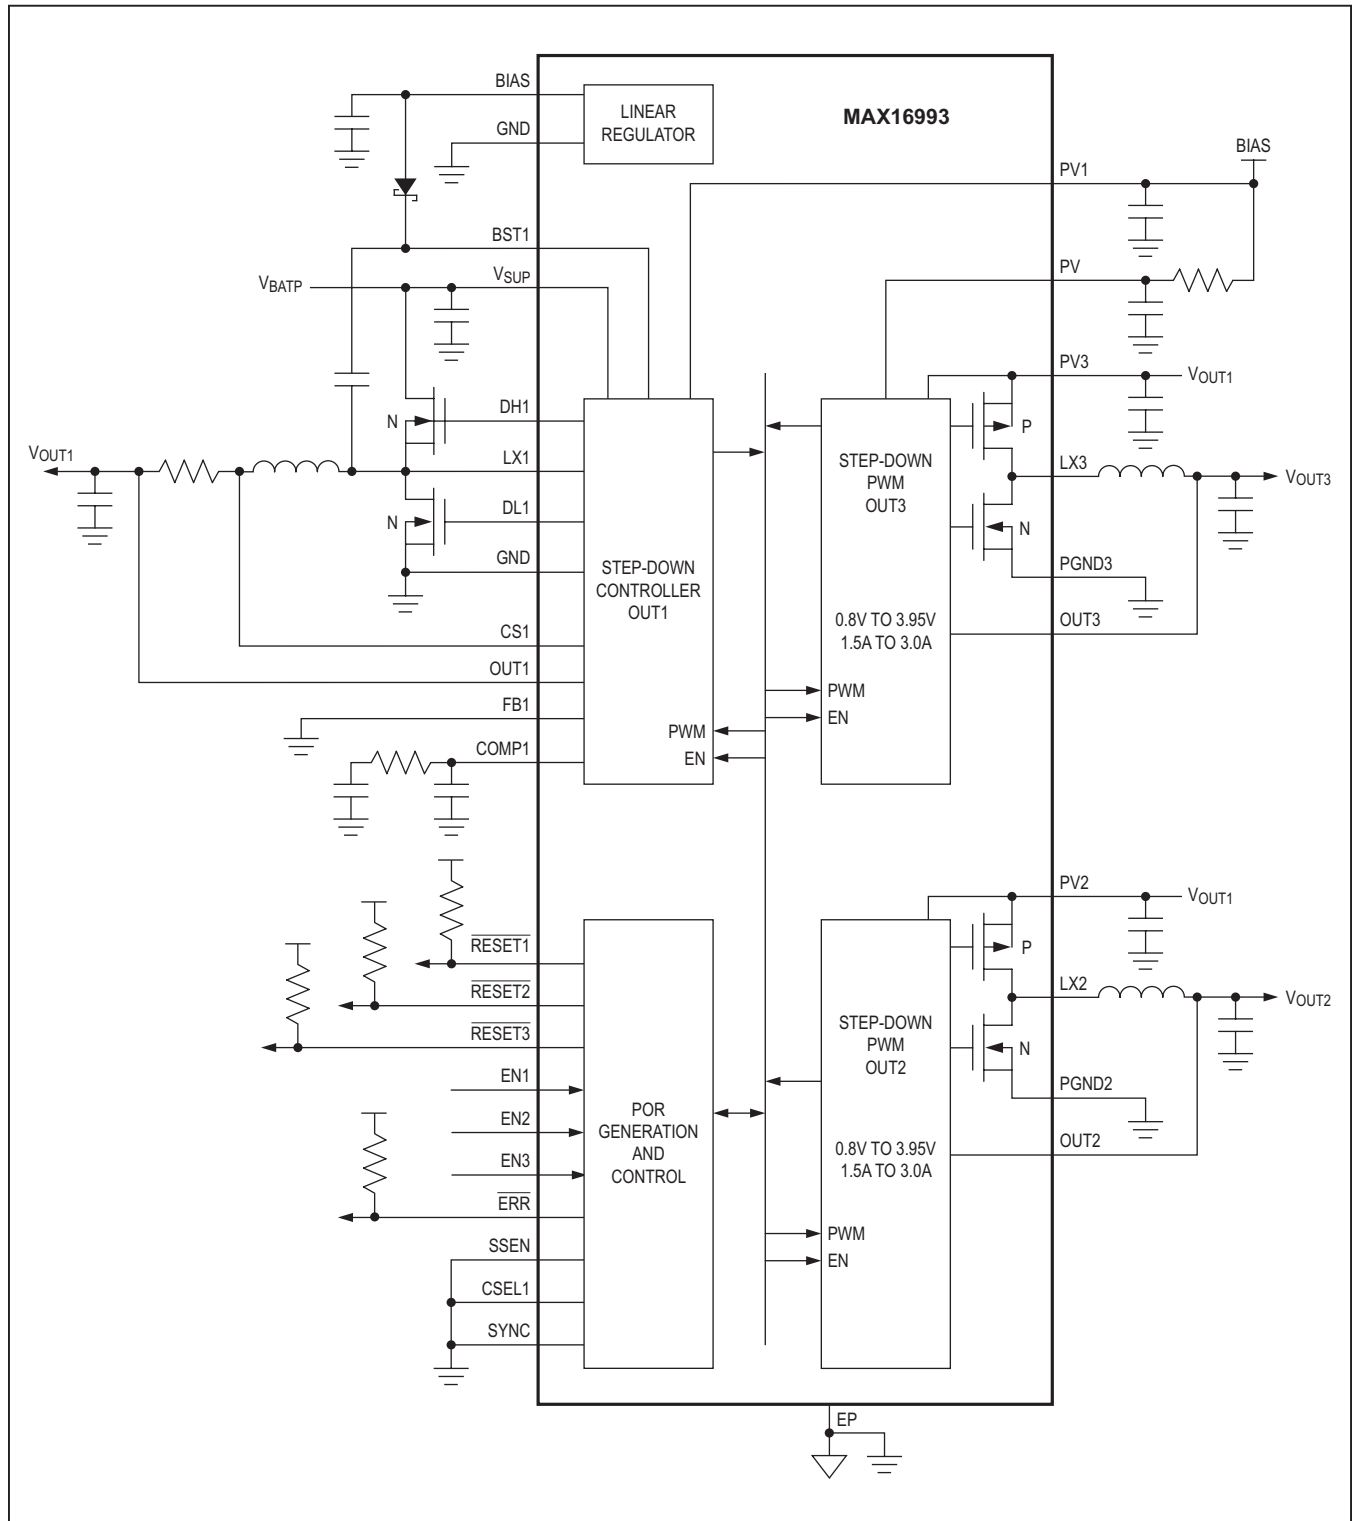 MAX16993
BIAS
GND
BST1
VSUP
VBATP
DH1
N
VOUT1
LX1
DL1
N
GND
CS1
OUT1
FB1
COMP1
RESET1
RESET2
RESET3
EN1
EN2
EN3
ERR
SSEN
CSEL1
SYNC
LINEAR
REGULATOR
STEP-DOWN
CONTROLLER
OUT1
PWM
EN
POR
GENERATION
AND
CONTROL
STEP-DOWN
PWM
OUT3
0.8V TO 3.95V
1.5A TO 3.0A
PWM
EN
STEP-DOWN
PWM
OUT2
0.8V TO 3.95V
1.5A TO 3.0A
PWM
EN
BIAS
PV1
PV
PV3
VOUT1
P
LX3
VOUT3
N
PGND3
OUT3
PV2
VOUT1
P
LX2
VOUT2
N
PGND2
OUT2
EP